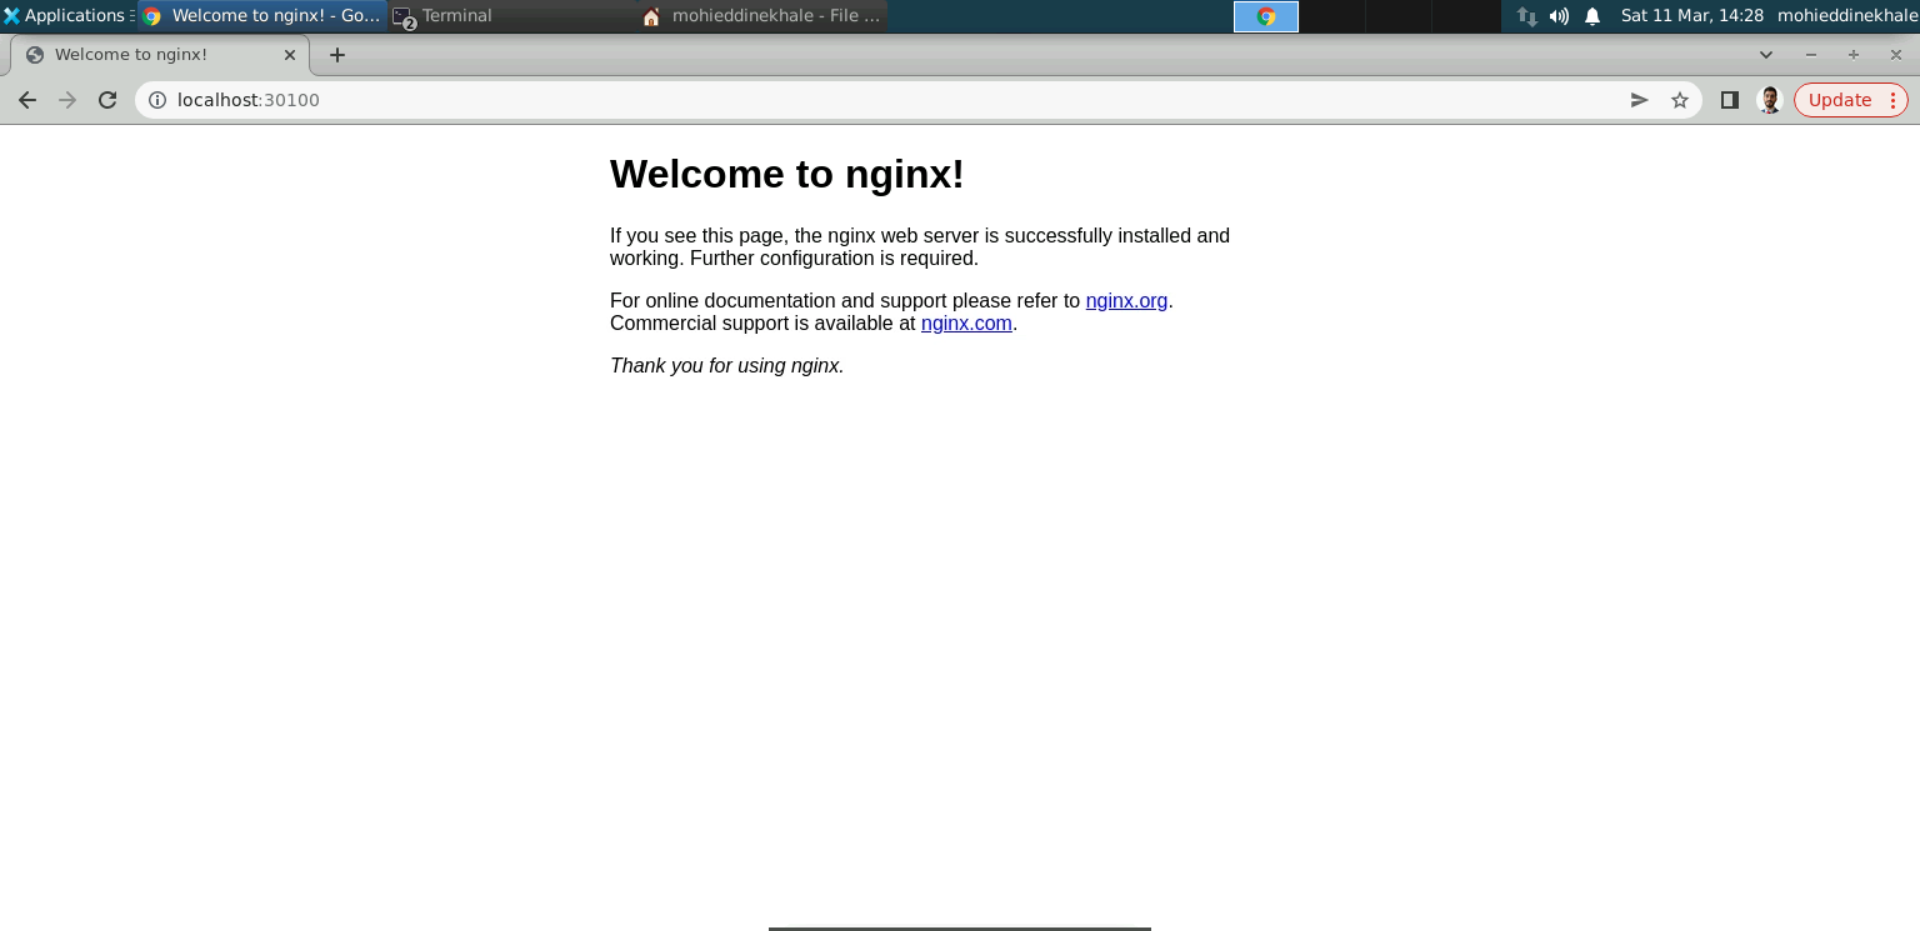 Applications
Welcome to nginx! - Go...
2
Terminal
mohieddinekhale - File ...
Sat 11 Mar, 14:28
mohieddinekhale
Welcome to nginx!
localhost:30100
Update
Welcome to nginx!
If you see this page, the nginx web server is successfully installed and
working. Further configuration is required.
For online documentation and support please refer to nginx.org.
Commercial support is available at nginx.com.
Thank you for using nginx.